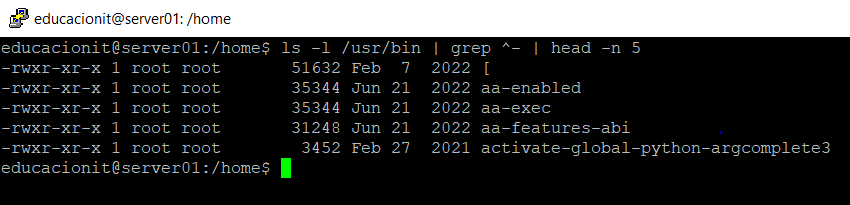 educacionit@server01: /home
educacionit@server01:/home$ ls -l /usr/bin | grep ^- | head -n 5
-rwxr-xr-x 1 root root       51632 Feb  7  2022 [
-rwxr-xr-x 1 root root       35344 Jun 21  2022 aa-enabled
-rwxr-xr-x 1 root root       35344 Jun 21  2022 aa-exec
-rwxr-xr-x 1 root root       31248 Jun 21  2022 aa-features-abi
-rwxr-xr-x 1 root root        3452 Feb 27  2021 activate-global-python-argcomplete3
educacionit@server01:/home$